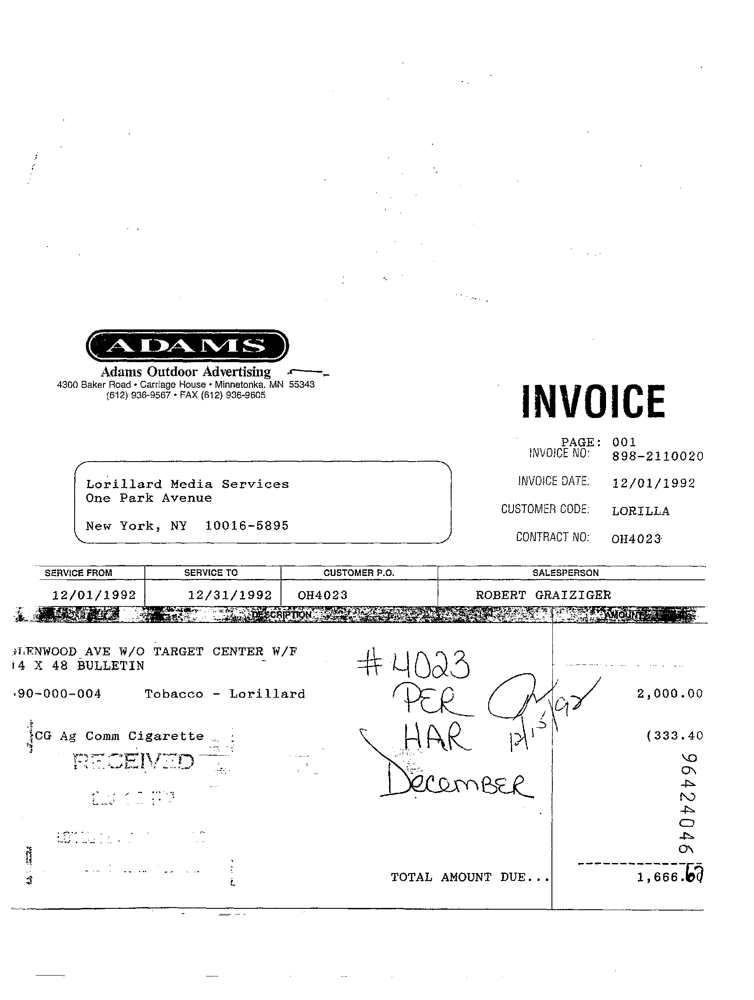 ADAMS
Adams Outdoor Advertising
4300 Baker Road • Carriage House • Minnetonka, MN 55343
(612) 936-9567 • FAX (612) 936-9605
INVOICE
PAGE: 001
INVOICE NO: 898-2110020
INVOICE DATE: 12/01/1992
CUSTOMER CODE: LORILLA
CONTRACT NO: OH4023
Lorillard Media Services
One Park Avenue
New York, NY 10016-5895
SERVICE FROM SERVICE TO CUSTOMER P.O. SALESPERSON
12/01/1992 12/31/1992 OH4023 ROBERT GRAIZIGER
DESCRIPTION AMOUNT
LENWOOD AVE W/O TARGET CENTER W/F
14 X 48 BULLETIN
90-000-004 Tobacco - Lorillard 2,000.00
CG Ag Comm Cigarette (333.40
#4023
PER
HAR
December
12/15/92
RECEIVED
96424046
TOTAL AMOUNT DUE... 1,666.60